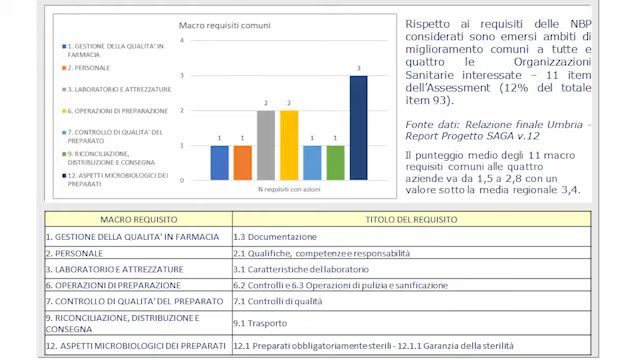 Macro requisiti comuni
1. GESTIONE DELLA QUALITA' IN
FARMACIA
2. PERSONALE
3. LABORATORIO E ATTREZZATURE
6. OPERAZIONI DI PREPARAZIONE
7. CONTROLLO DI QUALITA' DEL
PREPARATO
9. RICONCILIAZIONE,
DISTRIBUZIONE E CONSEGNA
12. ASPETTI MICROBIOLOGICI DEI
PREPARATI
4
3
2
1
0
1 1 2 2 1 1 3
N requisiti con azioni
Rispetto ai requisiti delle NBP
considerati sono emersi ambiti di
miglioramento comuni a tutte e
quattro le Organizzazioni
Sanitarie interessate – 11 item
dell'Assessment (12% del totale
item 93).
Fonte dati: Relazione finale Umbria -
Report Progetto SAGA v.12
Il punteggio medio degli 11 macro
requisiti comuni alle quattro
aziende va da 1,5 a 2,8 con un
valore sotto la media regionale 3,4.
MACRO REQUISITO TITOLO DEL REQUISITO
1. GESTIONE DELLA QUALITA' IN FARMACIA 1.3 Documentazione
2. PERSONALE 2.1 Qualifiche, competenze e responsabilità
3. LABORATORIO E ATTREZZATURE 3.1 Caratteristiche del laboratorio
6. OPERAZIONI DI PREPARAZIONE 6.2 Controlli e 6.3 Operazioni di pulizia e sanificazione
7. CONTROLLO DI QUALITA' DEL PREPARATO 7.1 Controlli di qualità
9. RICONCILIAZIONE, DISTRIBUZIONE E
CONSEGNA 9.1 Trasporto
12. ASPETTI MICROBIOLOGICI DEI PREPARATI 12.1 Preparati obbligatoriamente sterili - 12.1.1 Garanzia della sterilità